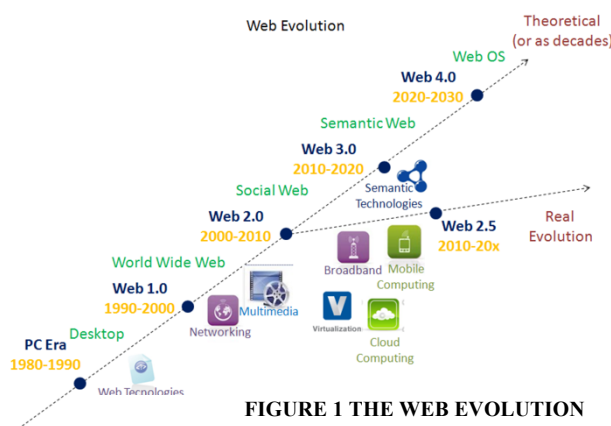 Web Evolution
Theoretical
(or as decades)
Web OS
Web 4.0
2020-2030
Semantic Web
Web 3.0
2010-2020
Semantic
Technologies
Social Web
Web 2.0
2000-2010
Web 2.5
2010-20x
Real
Evolution
Broadband
Mobile
Computing
World Wide Web
Web 1.0
1990-2000
Multimedia
Networking
V
Virtualization
Cloud
Computing
Desktop
PC Era
1980-1990
Web Tecnologies
FIGURE 1 THE WEB EVOLUTION